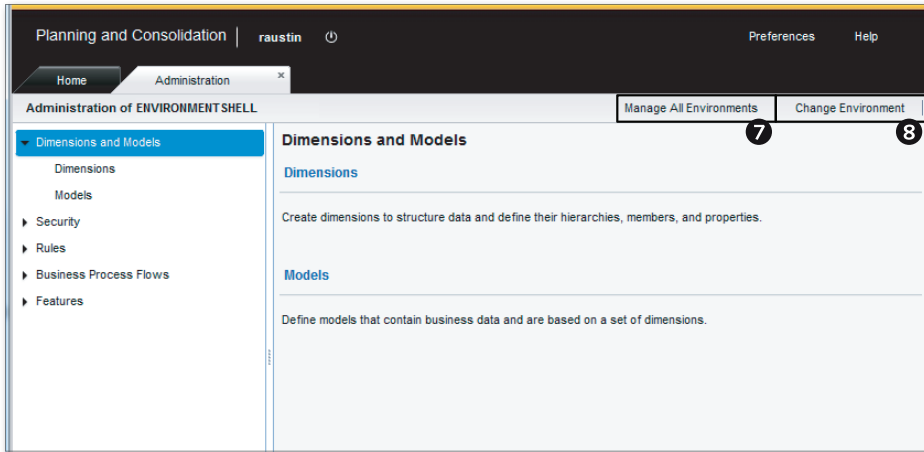 Planning and Consolidation | raustin Preferences Help
Home Administration ×
Administration of ENVIRONMENTSHELL Manage All Environments Change Environment
7 8
Dimensions and Models
Dimensions
Models
Security
Rules
Business Process Flows
Features
Dimensions and Models
Dimensions
Create dimensions to structure data and define their hierarchies, members, and properties.
Models
Define models that contain business data and are based on a set of dimensions.